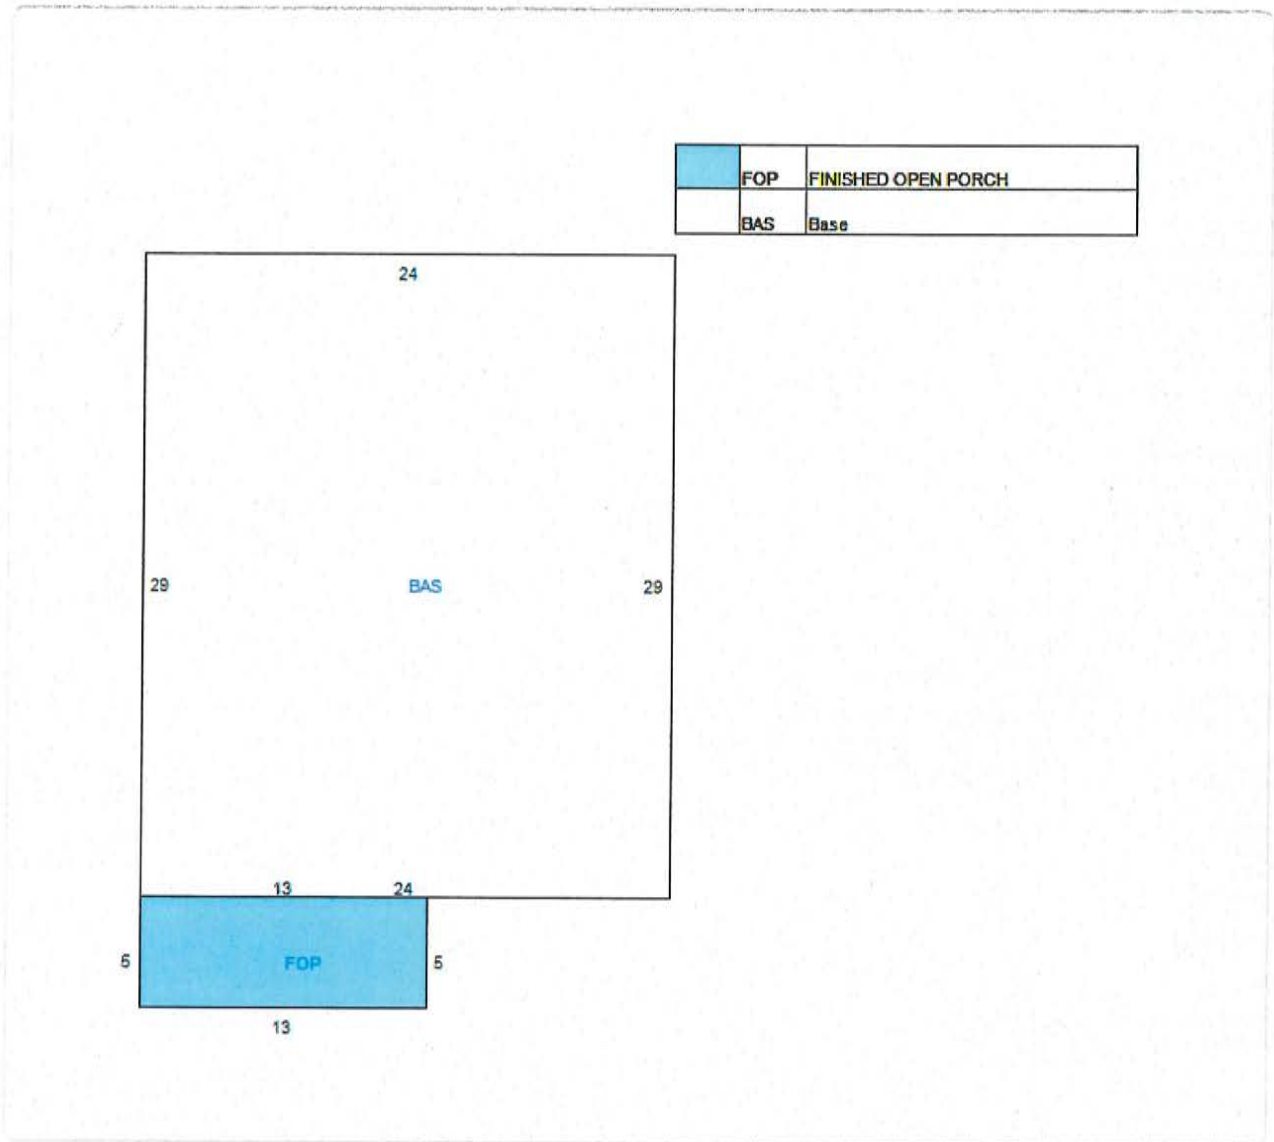 FOP FINISHED OPEN PORCH
BAS Base
24
29 BAS 29
13 24
5 FOP 5
13